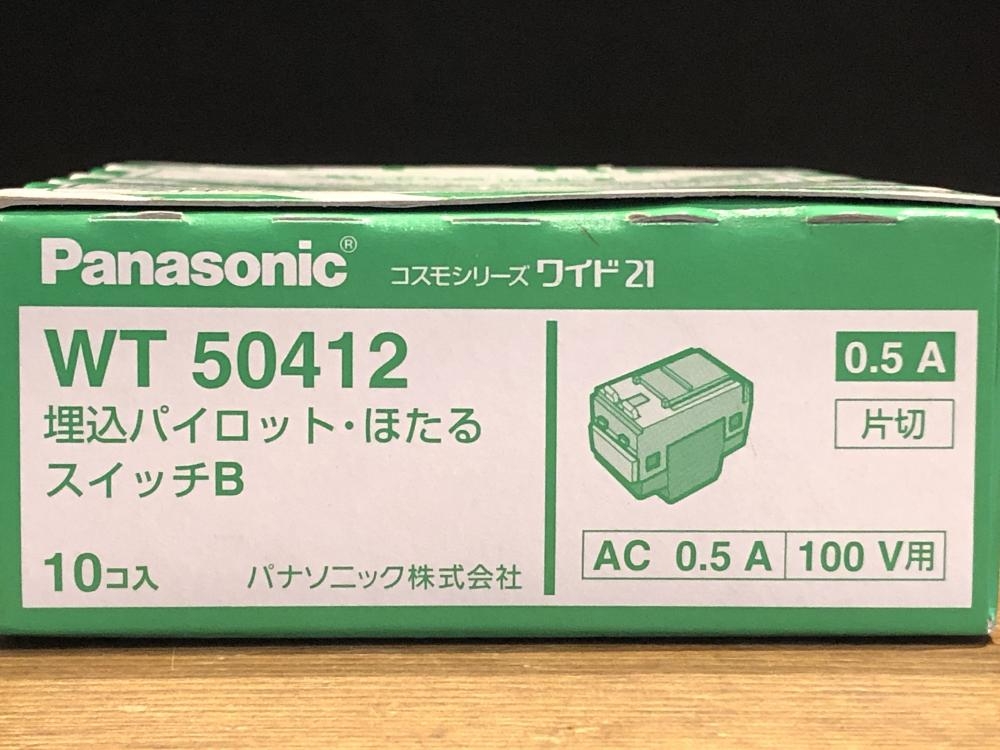 Panasonic® コスモシリーズ ワイド21
WT 50412
埋込パイロット・ほたる
スイッチB
10コ入 パナソニック株式会社
0.5 A
片切
AC 0.5 A 100 V用